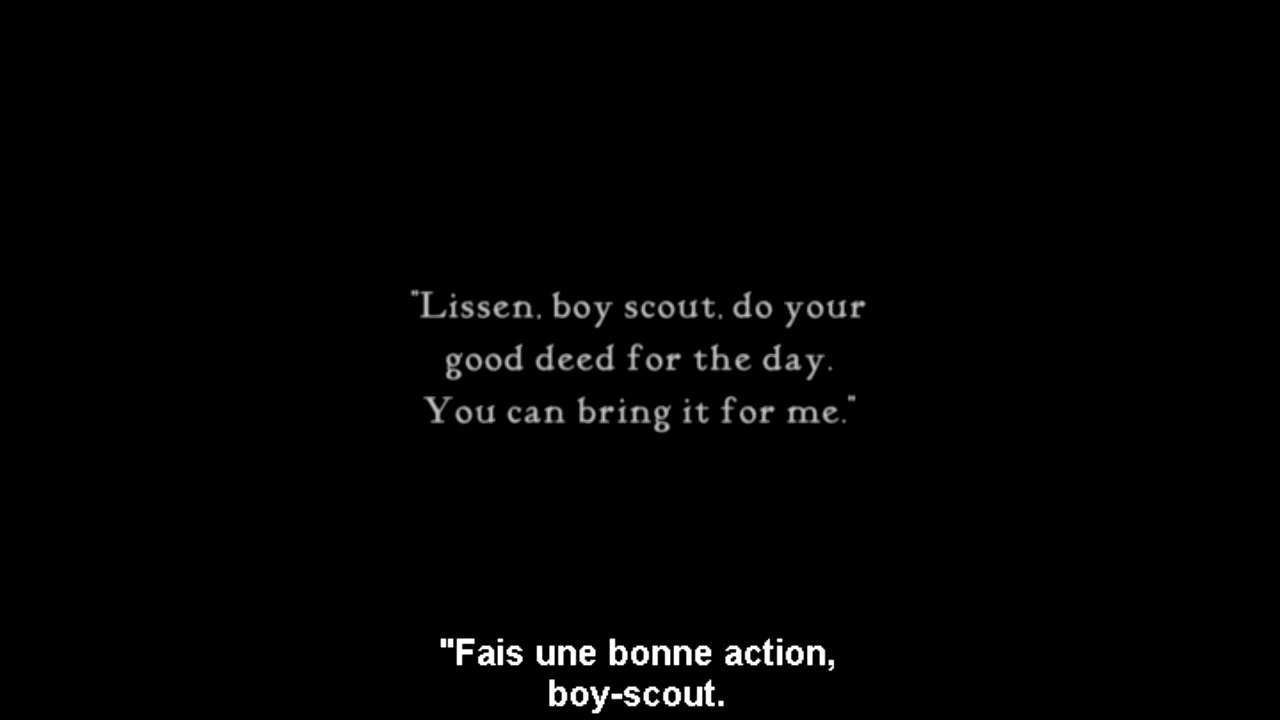 "Lissen, boy scout, do your
good deed for the day.
You can bring it for me."
"Fais une bonne action,
boy-scout.